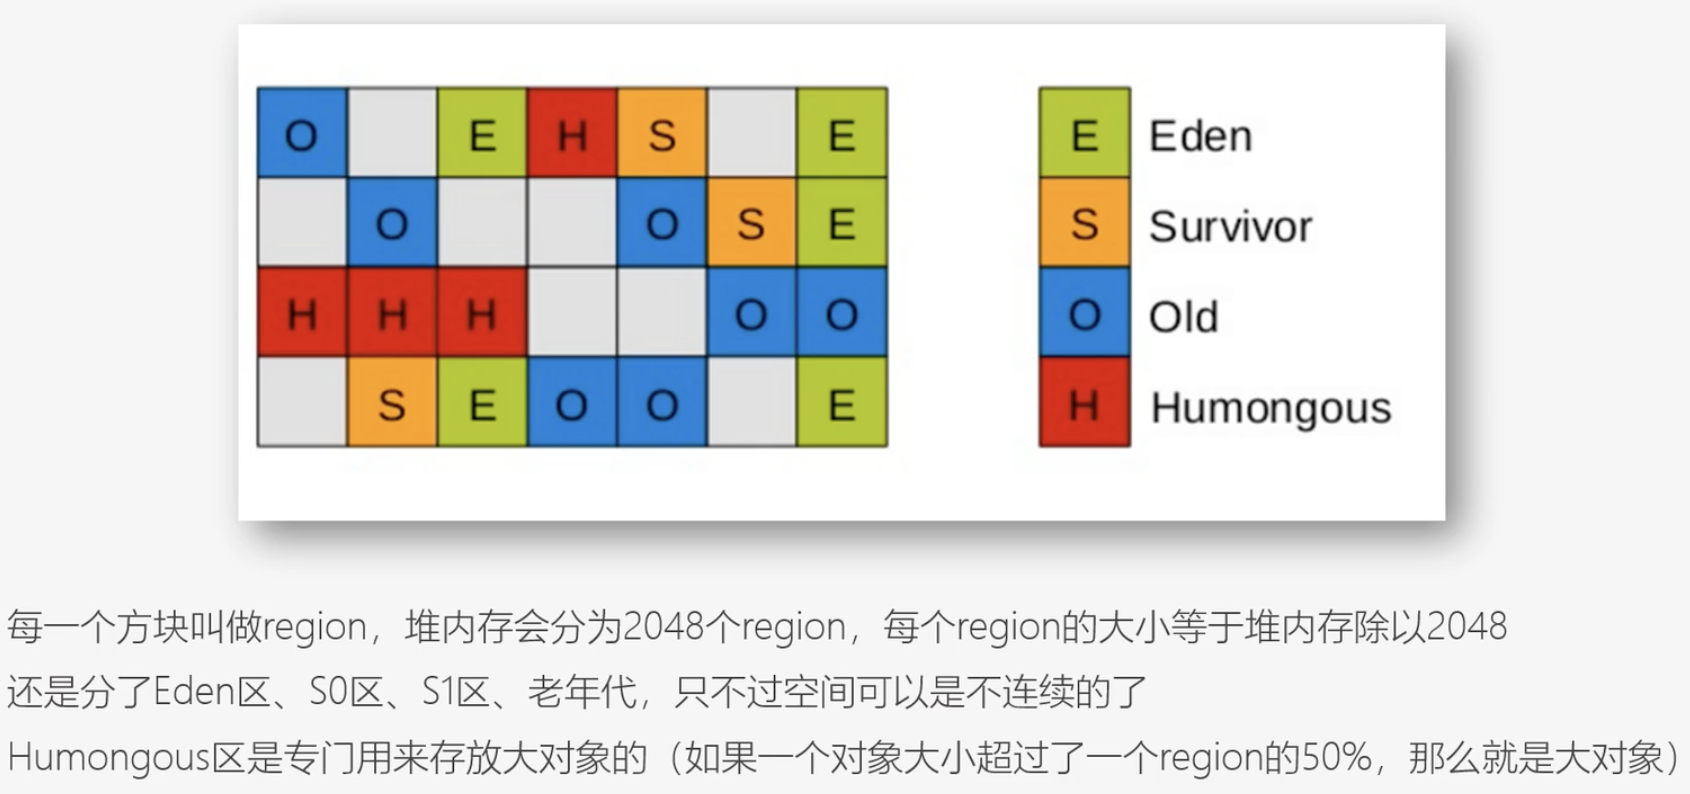 O E H S E
O O S E
H H H O O
S E O O E
E Eden
S Survivor
O Old
H Humongous
每一个方块叫做region，堆内存会分为2048个region，每个region的大小等于堆内存除以2048
还是分了Eden区、S0区、S1区、老年代，只不过空间可以是不连续的了
Humongous区是专门用来存放大对象的（如果一个对象大小超过了一个region的50%，那么就是大对象）